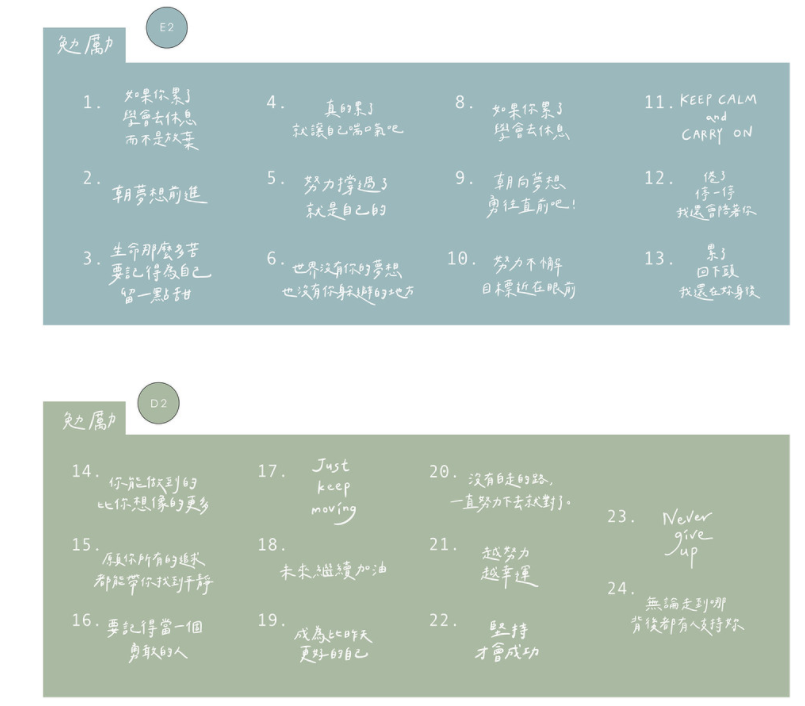 E2
勉勵
1. 如果你累了
學會去休息
而不是放棄
2. 朝夢想前進
3. 生命那麼多苦
要記得為自己
留一點甜
4. 真的累了
就讓自己喘口氣吧
5. 努力撐過了
就是自己的
6. 世界沒有你的夢想
也沒有你躲避的地方
8. 如果你累了
學會去休息
9. 朝向夢想
勇往直前吧！
10. 努力不懈
目標近在眼前
11. KEEP CALM
and
CARRY ON
12. 倦了
停一停
我還會陪著你
13. 累了
回下頭
我還在妳身後
D2
勉勵
14. 你能做到的
比你想像的更多
15. 願你所有的追求
都能帶你找到平靜
16. 要記得當一個
勇敢的人
17. Just
keep
moving
18. 未來繼續加油
19. 成為比昨天
更好的自己
20. 沒有白走的路，
一直努力下去就對了。
21. 越努力
越幸運
22. 堅持
才會成功
23. Never
give
up
24. 無論走到哪
背後都有人支持妳